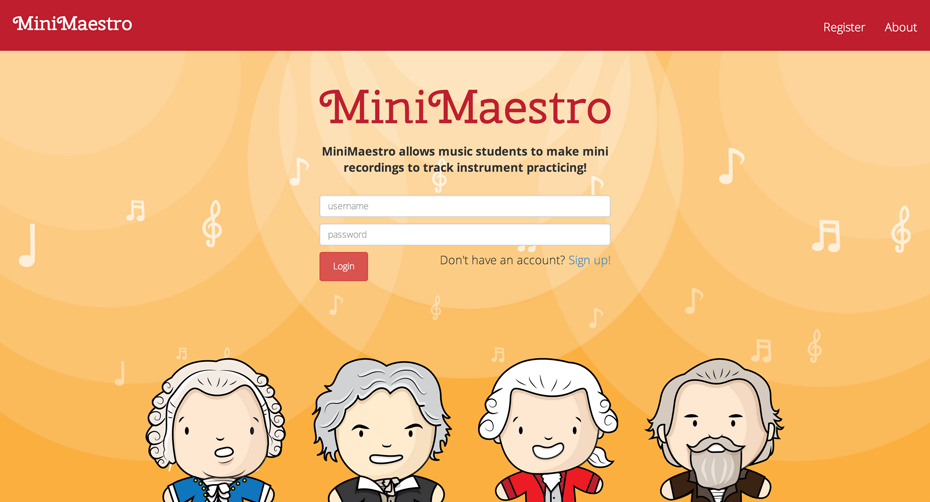 MiniMaestro
Register
About
MiniMaestro
MiniMaestro allows music students to make mini
recordings to track instrument practicing!
username
password
Login
Don't have an account? Sign up!